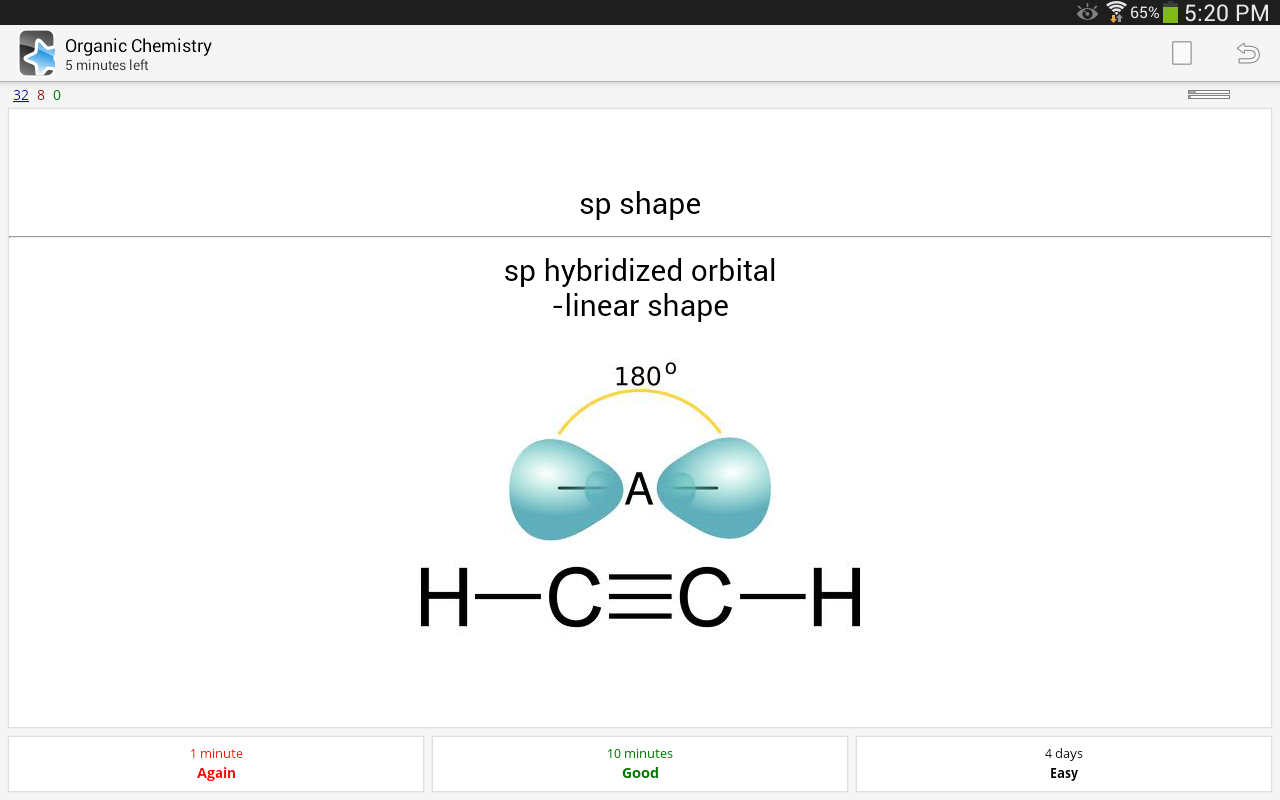 65% 5:20 PM
Organic Chemistry
5 minutes left
32 8 0
sp shape
sp hybridized orbital
-linear shape
180º
A
H—C≡C—H
1 minute 10 minutes 4 days
Again Good Easy